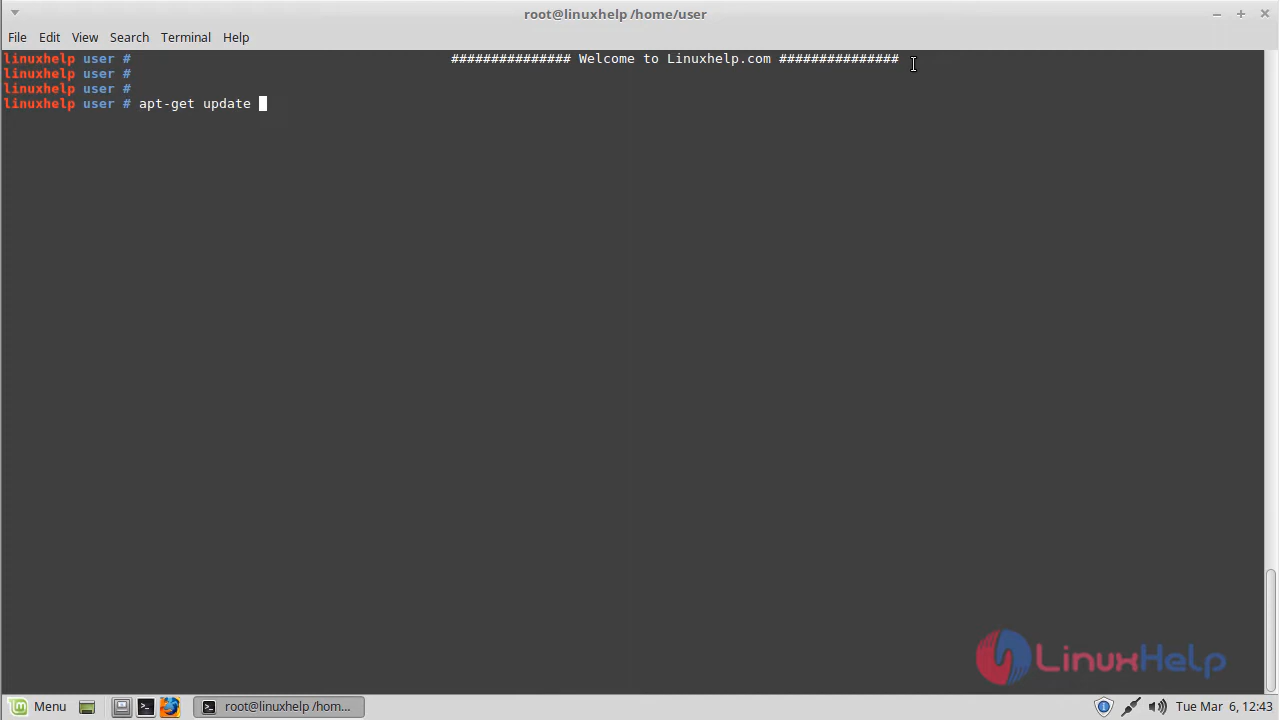 root@linuxhelp /home/user
File Edit View Search Terminal Help
linuxhelp user # ############### Welcome to Linuxhelp.com ###############
linuxhelp user #
linuxhelp user #
linuxhelp user # apt-get update
LinuxHelp
Menu root@linuxhelp /hom... Tue Mar 6, 12:43